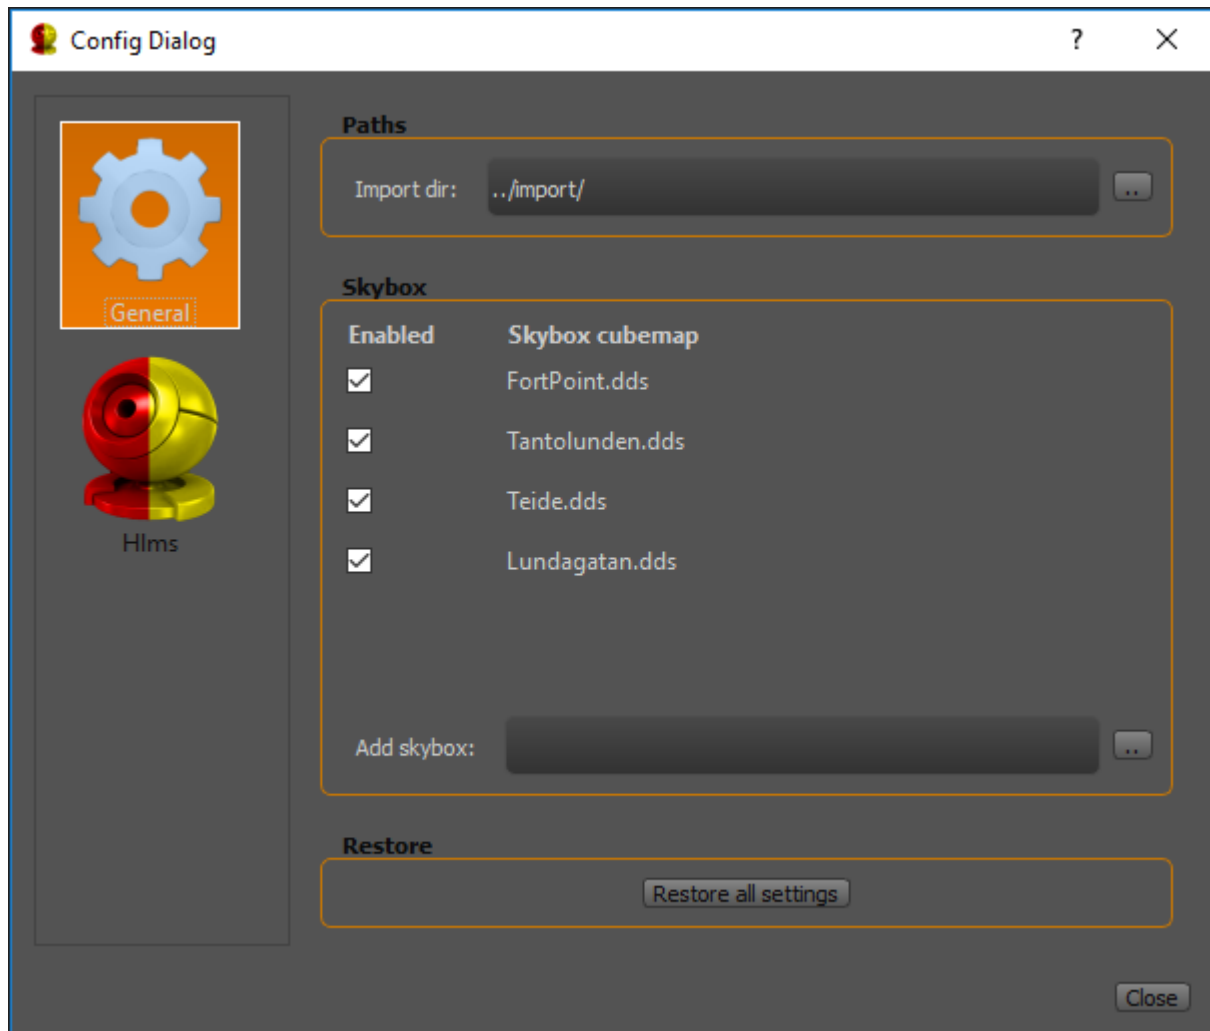 Config Dialog ?
General
Hlms
Paths
Import dir: ../import/ ..
Skybox
Enabled Skybox cubemap
FortPoint.dds
Tantolunden.dds
Teide.dds
Lundagatan.dds
Add skybox: ..
Restore
Restore all settings
Close